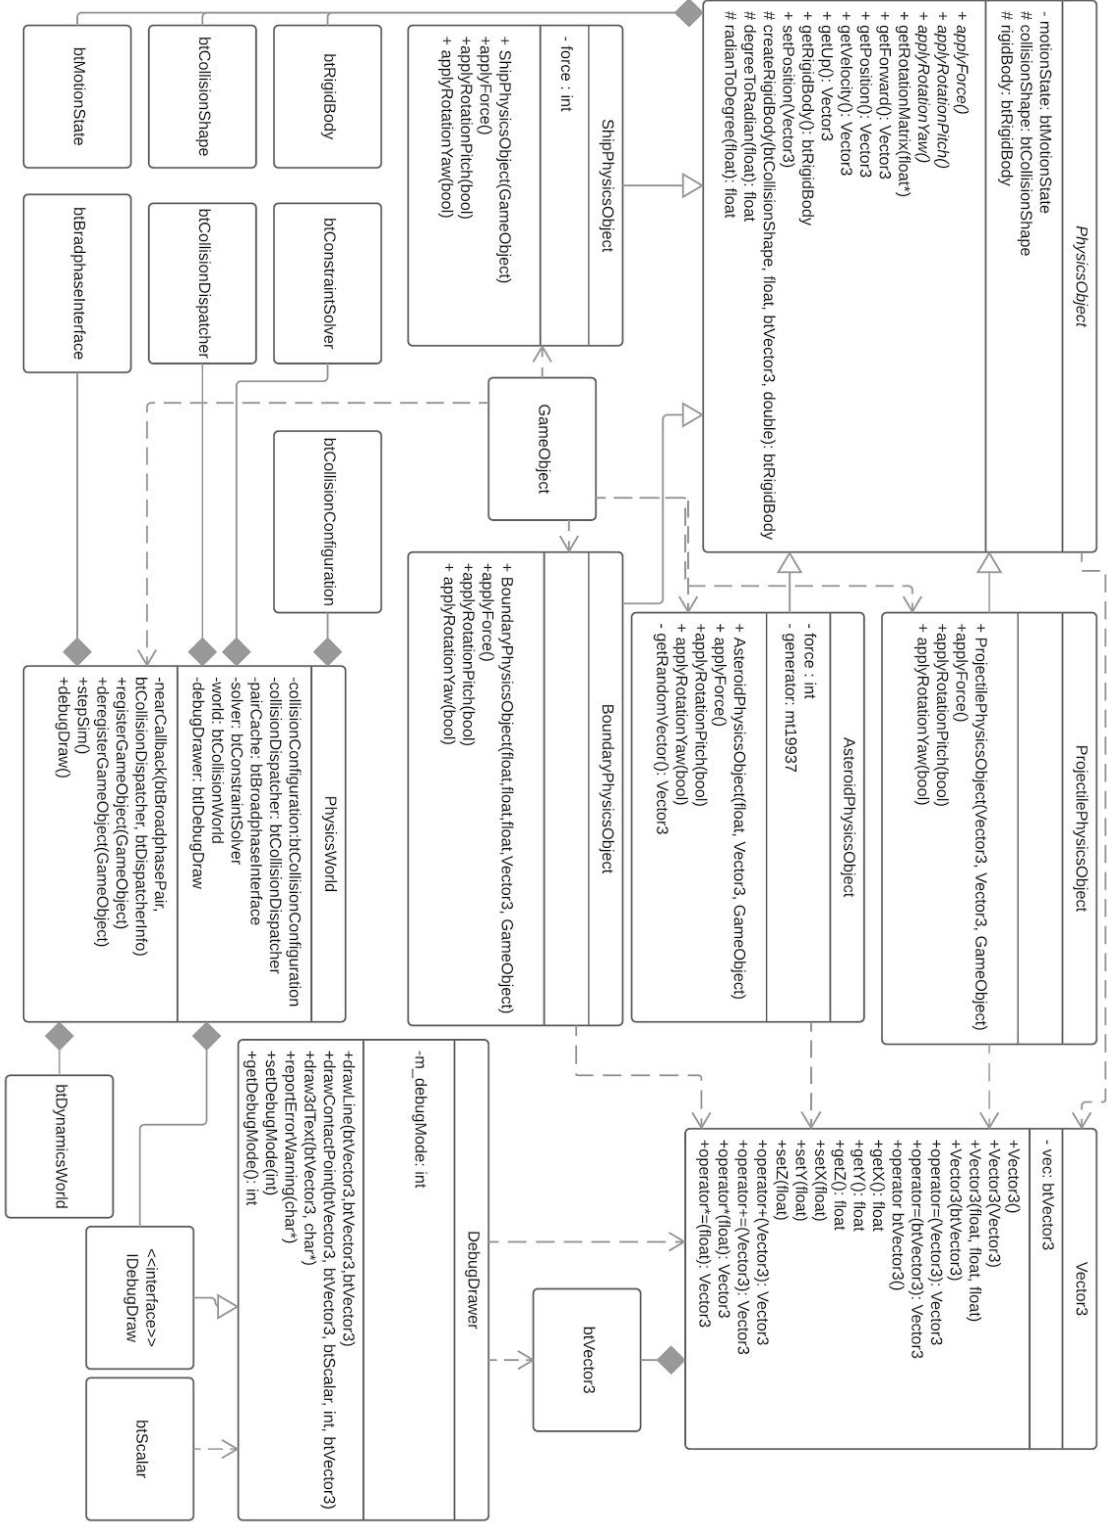 PhysicsObject
- motionState: btMotionState
# collisionShape: btCollisionShape
# rigidBody: btRigidBody
+ applyForce()
+ applyRotationPitch()
+ applyRotationYaw()
+ getRotationMatrix(float*)
+ getForward(): Vector3
+ getPosition(): Vector3
+ getVelocity(): Vector3
+ getUp(): Vector3
+ getRigidBody(): btRigidBody
+ setPosition(Vector3)
# createRigidBody(btCollisionShape, float, btVector3, double): btRigidBody
# degreeToRadian(float): float
# radianToDegree(float): float
ProjectilePhysicsObject
+ ProjectilePhysicsObject(Vector3, Vector3, GameObject)
+applyForce()
+applyRotationPitch(bool)
+ applyRotationYaw(bool)
Vector3
- vec: btVector3
+Vector3()
+Vector3(Vector3)
+Vector3(float, float, float)
+Vector3(btVector3)
+operator=(Vector3): Vector3
+operator=(btVector3): Vector3
+operator btVector3()
+getX(): float
+getY(): float
+getZ(): float
+setX(float)
+setY(float)
+setZ(float)
+operator+(Vector3): Vector3
+operator+=(Vector3): Vector3
+operator*(float): Vector3
+operator*=(float): Vector3
AsteroidPhysicsObject
- force : int
- generator: mt19937
+ AsteroidPhysicsObject(float, Vector3, GameObject)
+ applyForce()
+applyRotationPitch(bool)
+ applyRotationYaw(bool)
- getRandomVector(): Vector3
ShipPhysicsObject
- force : int
+ ShipPhysicsObject(GameObject)
+applyForce()
+applyRotationPitch(bool)
+ applyRotationYaw(bool)
GameObject
BoundaryPhysicsObject
+ BoundaryPhysicsObject(float,float,float,Vector3, GameObject)
+applyForce()
+applyRotationPitch(bool)
+ applyRotationYaw(bool)
btVector3
DebugDrawer
-m_debugMode: int
+drawLine(btVector3,btVector3,btVector3)
+drawContactPoint(btVector3, btVector3, btScalar, int, btVector3)
+draw3dText(btVector3, char*)
+reportErrorWarning(char*)
+setDebugMode(int)
+getDebugMode(): int
btRigidBody
btConstraintSolver
btCollisionConfiguration
btCollisionShape
btCollisionDispatcher
btMotionState
btBradphaseInterface
PhysicsWorld
-collisionConfiguration:btCollisionConfiguration
-collisionDispatcher: btCollisionDispatcher
-pairCache: btBroadphaseInterface
-solver: btConstraintSolver
-world: btCollisionWorld
-debugDrawer: btIDebugDraw
-nearCallback(btBroadphasePair,
btCollisionDispatcher, btDispatcherInfo)
+registerGameObject(GameObject)
+deregisterGameObject(GameObject)
+stepSim()
+debugDraw()
btDynamicsWorld
<<interface>>
IDebugDraw
btScalar